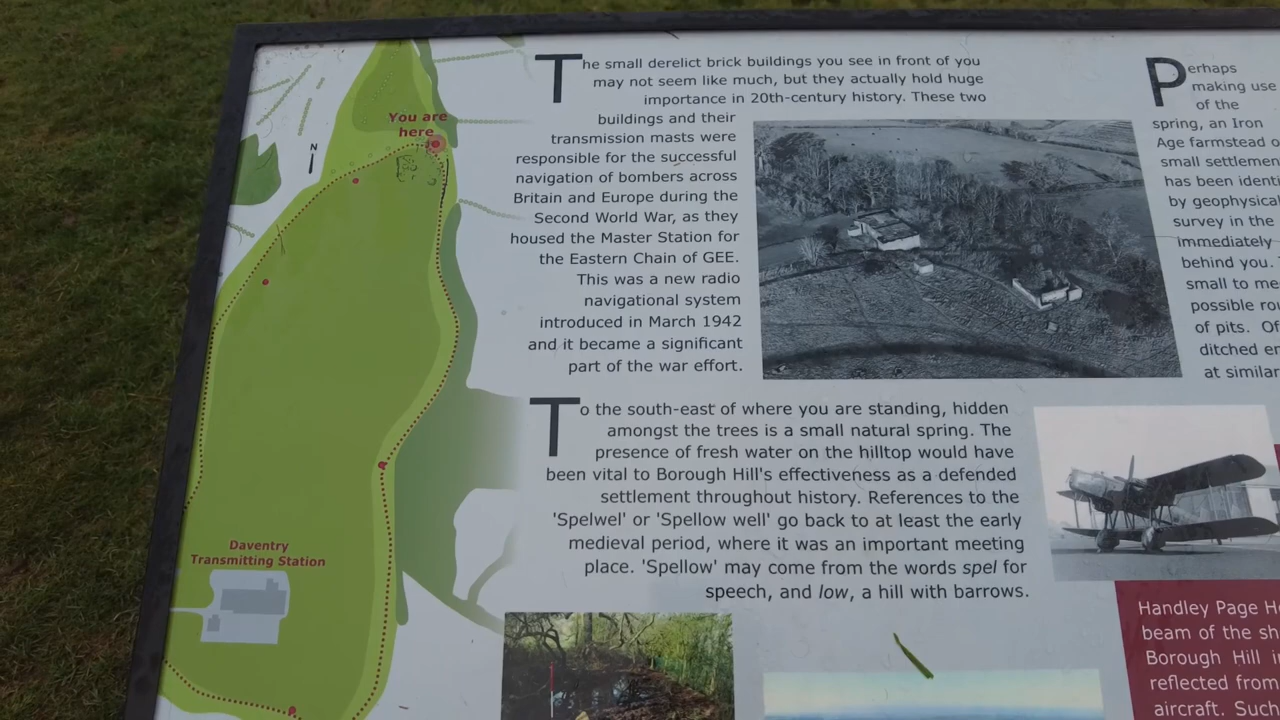 You are
here
N
Daventry
Transmitting Station
The small derelict brick buildings you see in front of you
may not seem like much, but they actually hold huge
importance in 20th-century history. These two
buildings and their
transmission masts were
responsible for the successful
navigation of bombers across
Britain and Europe during the
Second World War, as they
housed the Master Station for
the Eastern Chain of GEE.
This was a new radio
navigational system
introduced in March 1942
and it became a significant
part of the war effort.
To the south-east of where you are standing, hidden
amongst the trees is a small natural spring. The
presence of fresh water on the hilltop would have
been vital to Borough Hill's effectiveness as a defended
settlement throughout history. References to the
'Spelwel' or 'Spellow well' go back to at least the early
medieval period, where it was an important meeting
place. 'Spellow' may come from the words spel for
speech, and low, a hill with barrows.
Perhaps
making use
of the
spring, an Iron
Age farmstead o
small settlemen
has been identi
by geophysical
survey in the
immediately
behind you.
small to me
possible ro
of pits. Of
ditched en
at similar
Handley Page He
beam of the sh
Borough Hill i
reflected from
aircraft. Such